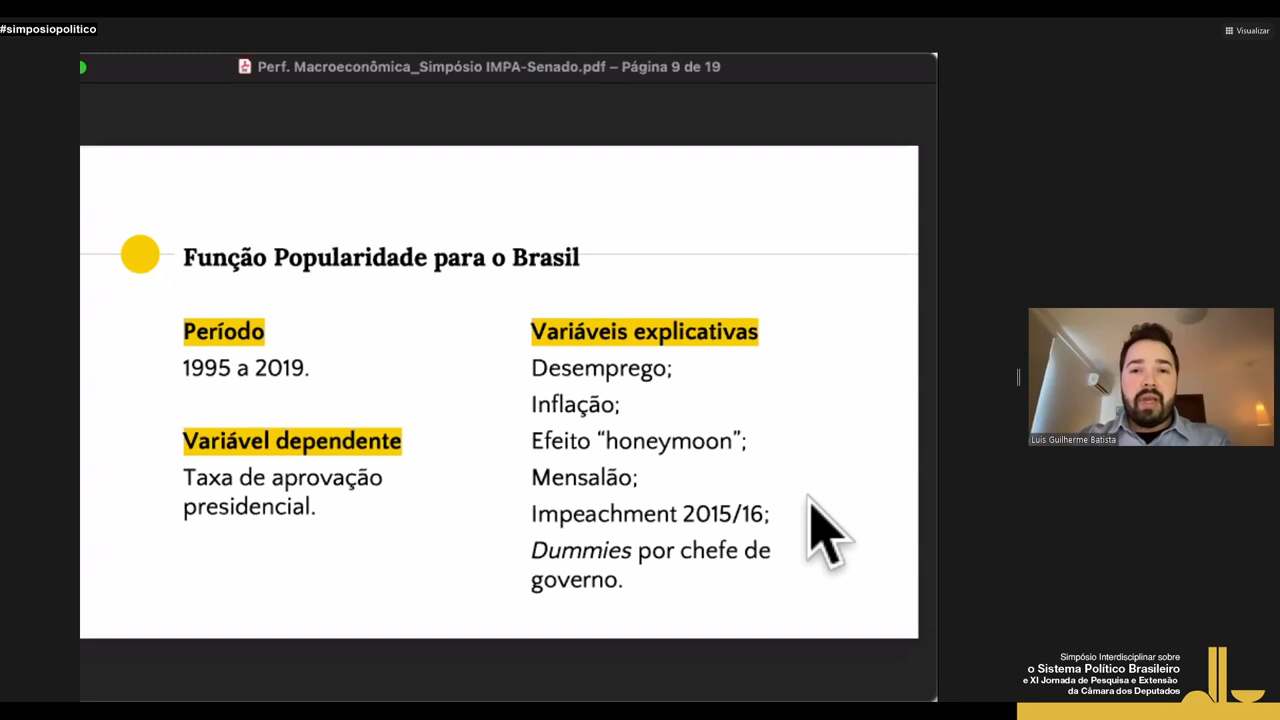 #simposiopolitico
Visualizar
Perf. Macroeconômica_Simpósio IMPA-Senado.pdf – Página 9 de 19
Função Popularidade para o Brasil
Período
1995 a 2019.
Variável dependente
Taxa de aprovação
presidencial.
Variáveis explicativas
Desemprego;
Inflação;
Efeito “honeymoon”;
Mensalão;
Impeachment 2015/16;
Dummies por chefe de
governo.
Luis Guilherme Batista
Simpósio Interdisciplinar sobre
o Sistema Político Brasileiro
e XI Jornada de Pesquisa e Extensão
da Câmara dos Deputados